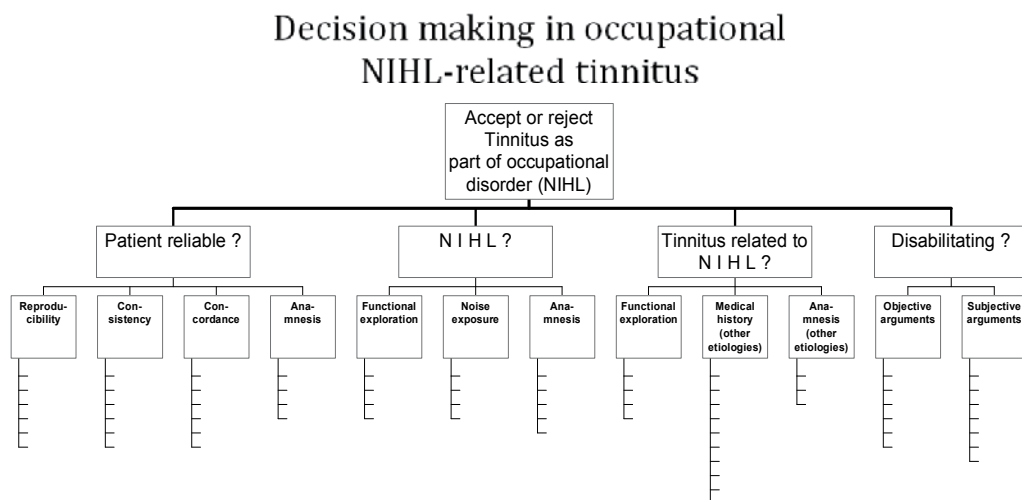 Decision making in occupational
NIHL-related tinnitus
Accept or reject
Tinnitus as
part of occupational
disorder (NIHL)
Patient reliable ?
N I H L ?
Tinnitus related to
N I H L ?
Disabilitating ?
Reprodu-
cibility
Con-
sistency
Con-
cordance
Ana-
mnesis
Functional
exploration
Noise
exposure
Ana-
mnesis
Functional
exploration
Medical
history
(other
etiologies)
Ana-
mnesis
(other
etiologies)
Objective
arguments
Subjective
arguments